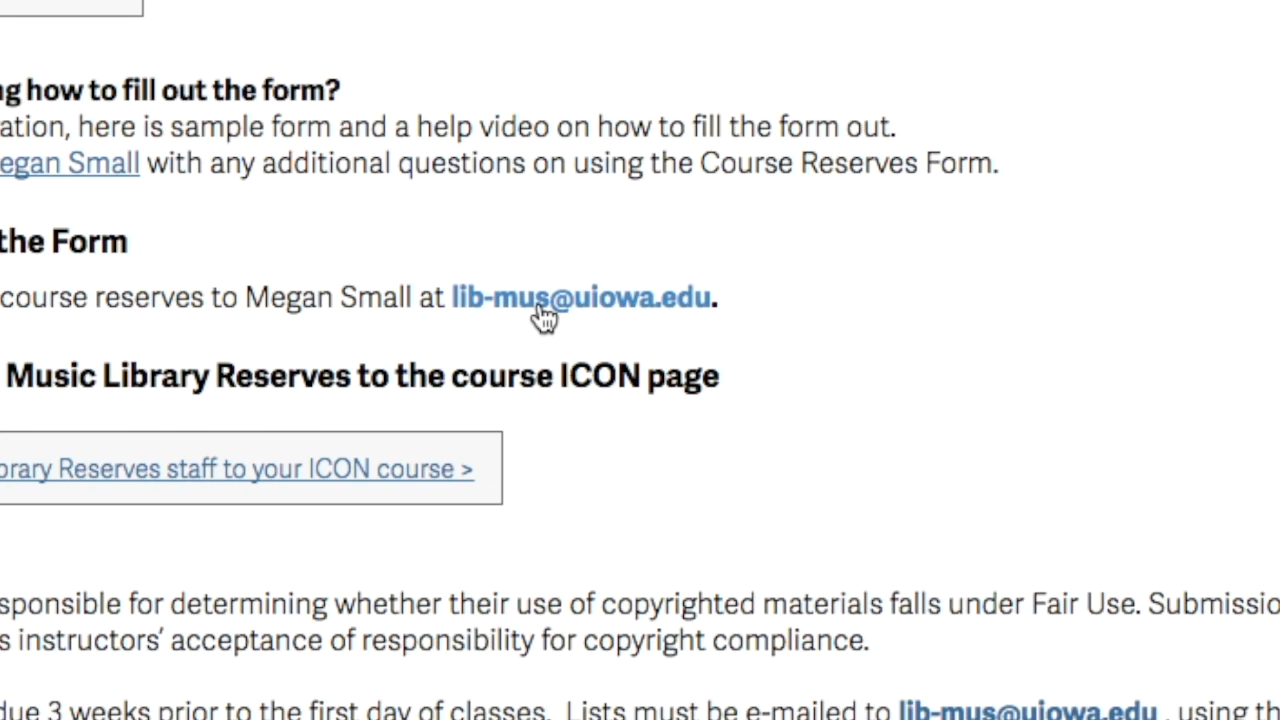 ng how to fill out the form?
ation, here is sample form and a help video on how to fill the form out.
egan Small with any additional questions on using the Course Reserves Form.
the Form
course reserves to Megan Small at lib-mus@uiowa.edu.
Music Library Reserves to the course ICON page
brary Reserves staff to your ICON course >
sponsible for determining whether their use of copyrighted materials falls under Fair Use. Submissio
s instructors' acceptance of responsibility for copyright compliance.
due 3 weeks prior to the first day of classes. Lists must be e-mailed to lib-mus@uiowa.edu , using th